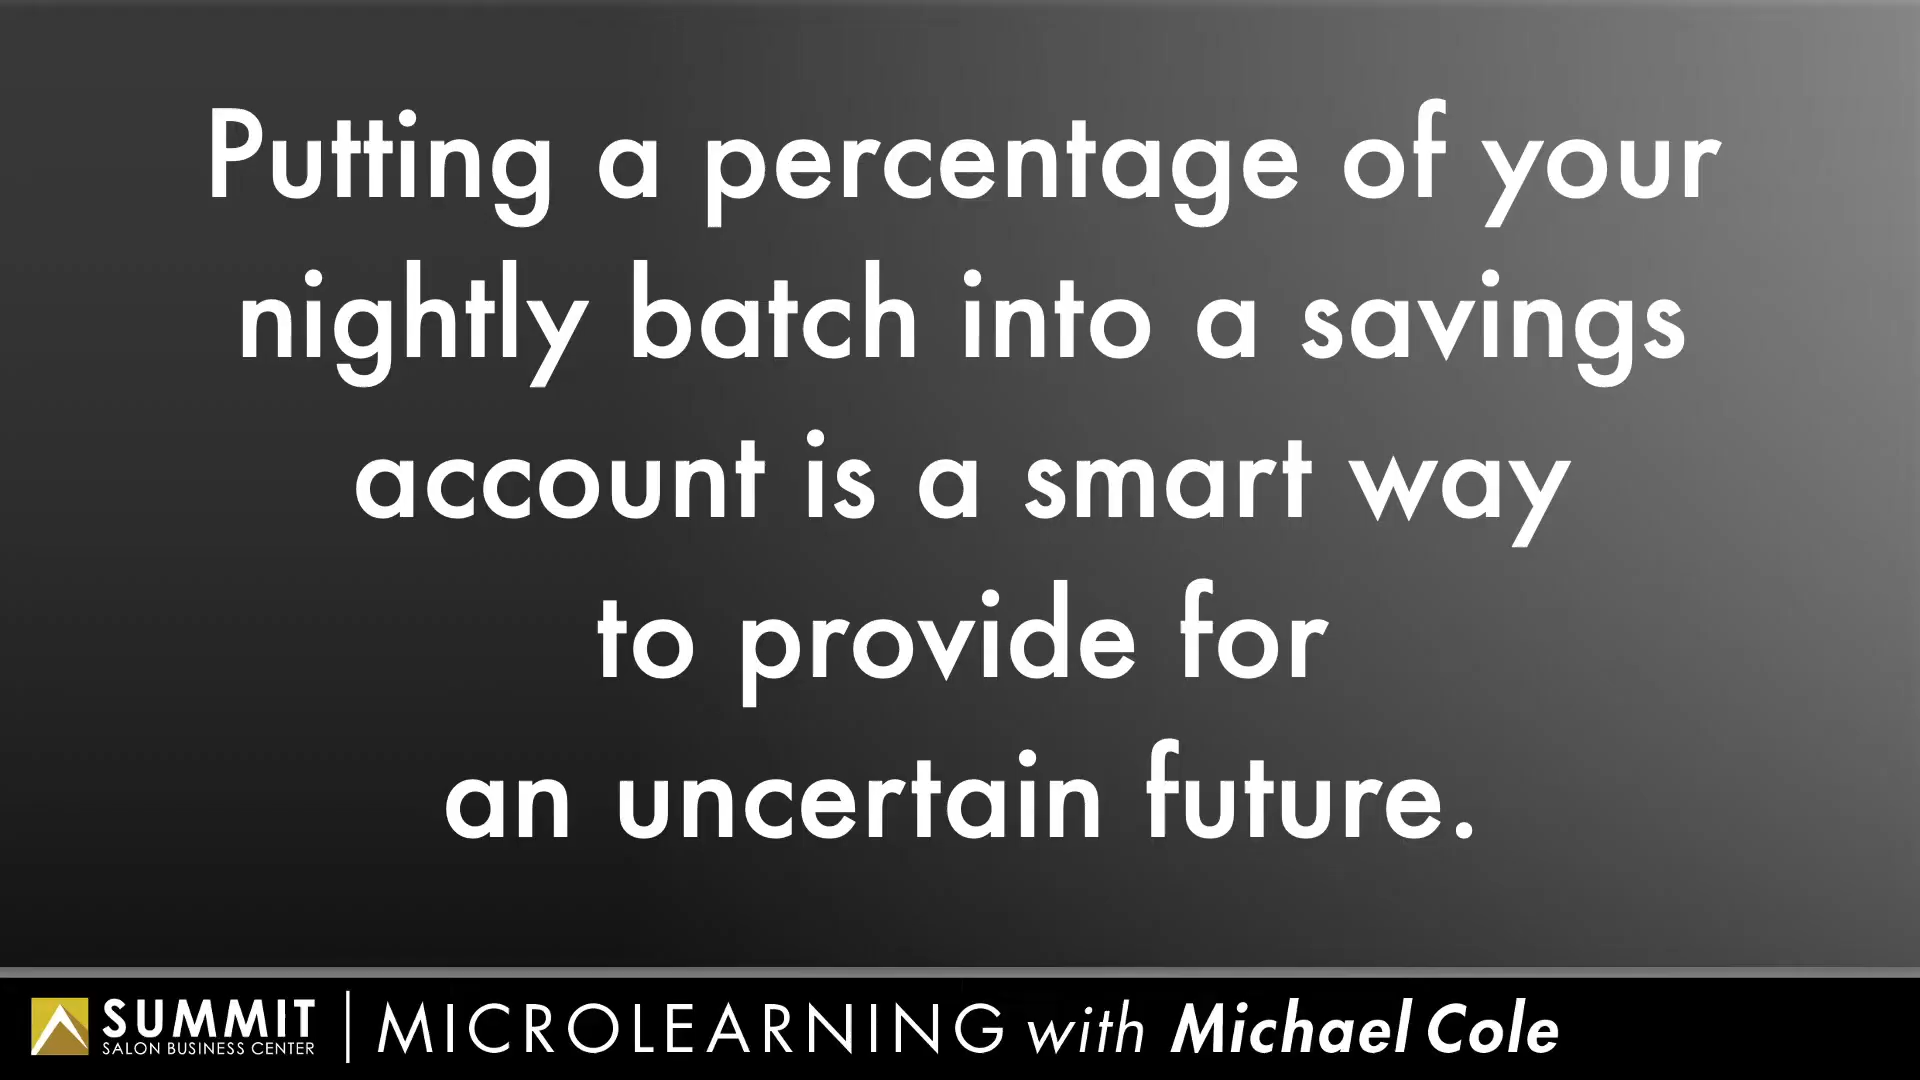 Putting a percentage of your
nightly batch into a savings
account is a smart way
to provide for
an uncertain future.
SUMMIT
SALON BUSINESS CENTER
MICROLEARNING with Michael Cole